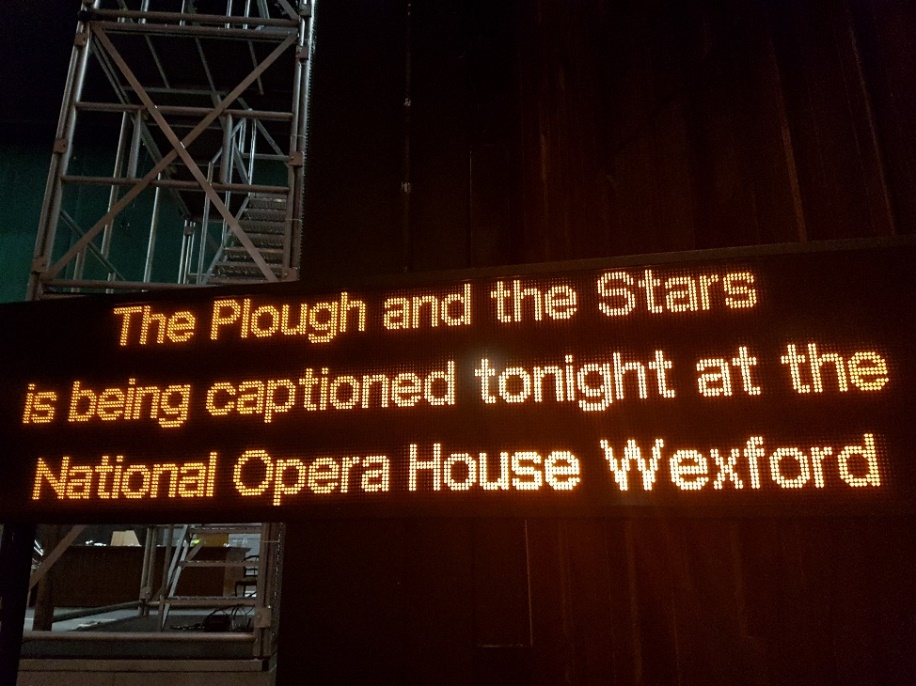 The Plough and the Stars
is being captioned tonight at the
National Opera House Wexford